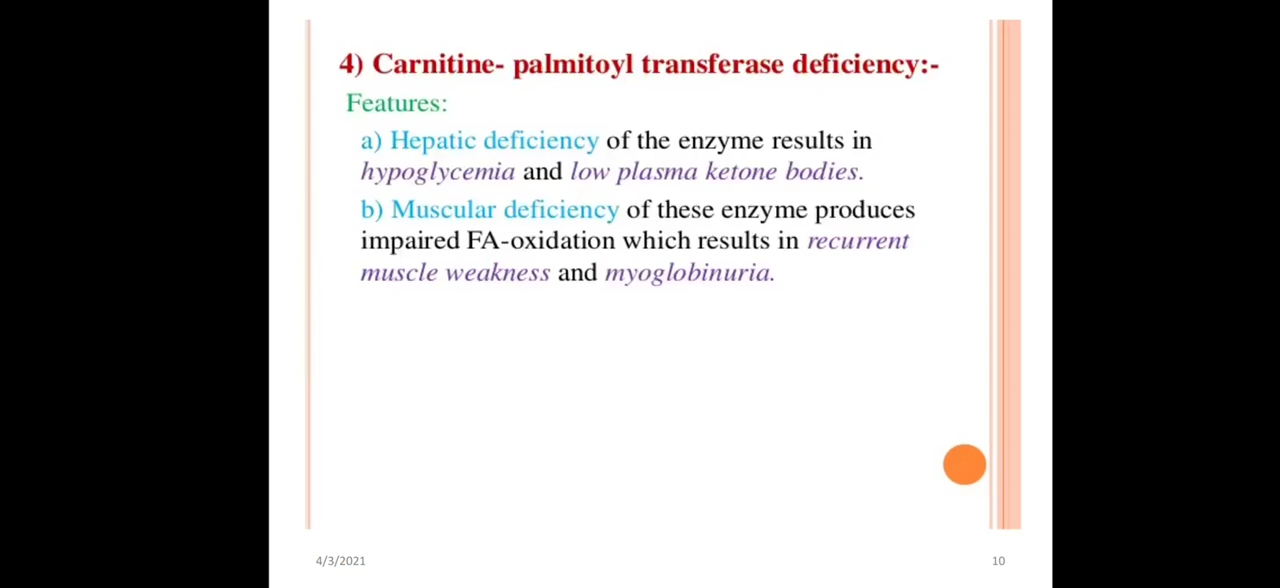 4) Carnitine- palmitoyl transferase deficiency:-
Features:
a) Hepatic deficiency of the enzyme results in
hypoglycemia and low plasma ketone bodies.
b) Muscular deficiency of these enzyme produces
impaired FA-oxidation which results in recurrent
muscle weakness and myoglobinuria.
4/3/2021
10